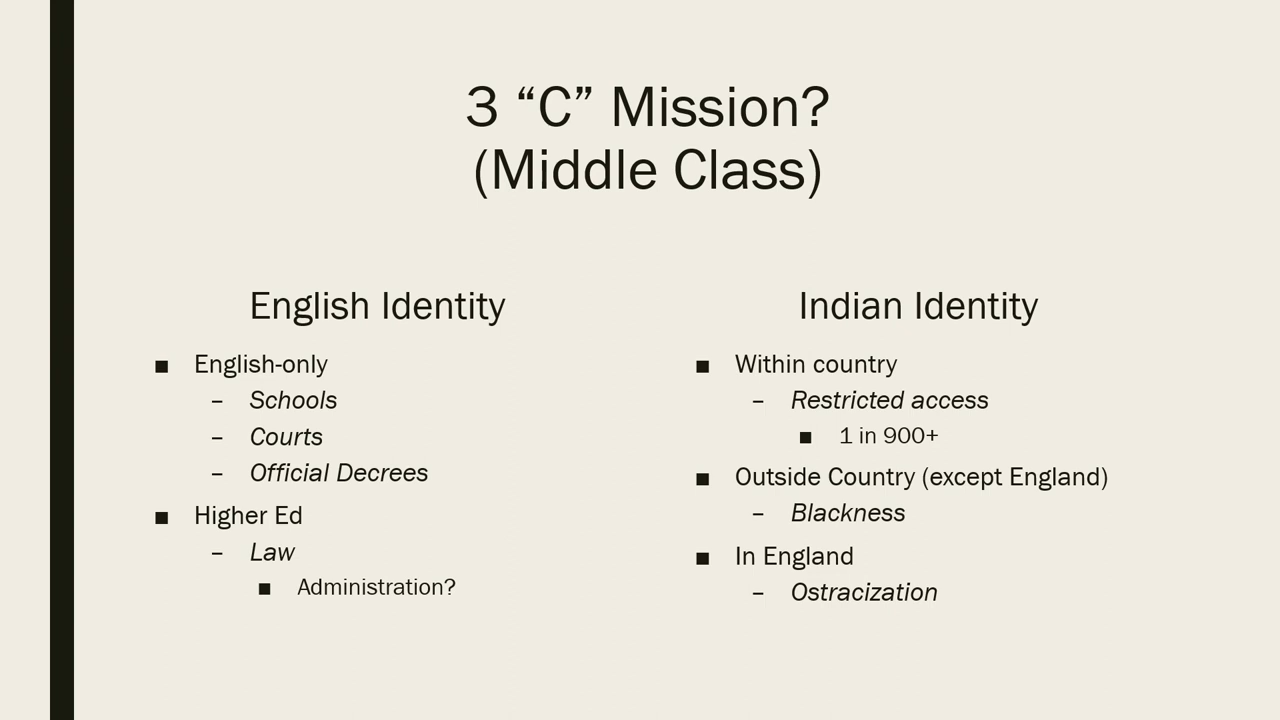 3 “C” Mission?
(Middle Class)
English Identity
■ English-only
– Schools
– Courts
– Official Decrees
■ Higher Ed
– Law
■ Administration?
Indian Identity
■ Within country
– Restricted access
■ 1 in 900+
■ Outside Country (except England)
– Blackness
■ In England
– Ostracization